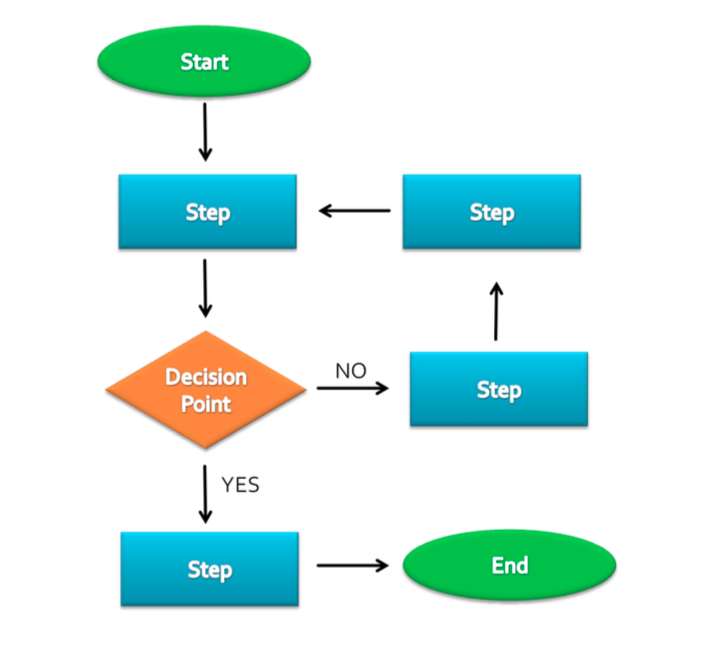 Start
Step
Step
Decision
Point
NO
Step
YES
Step
End